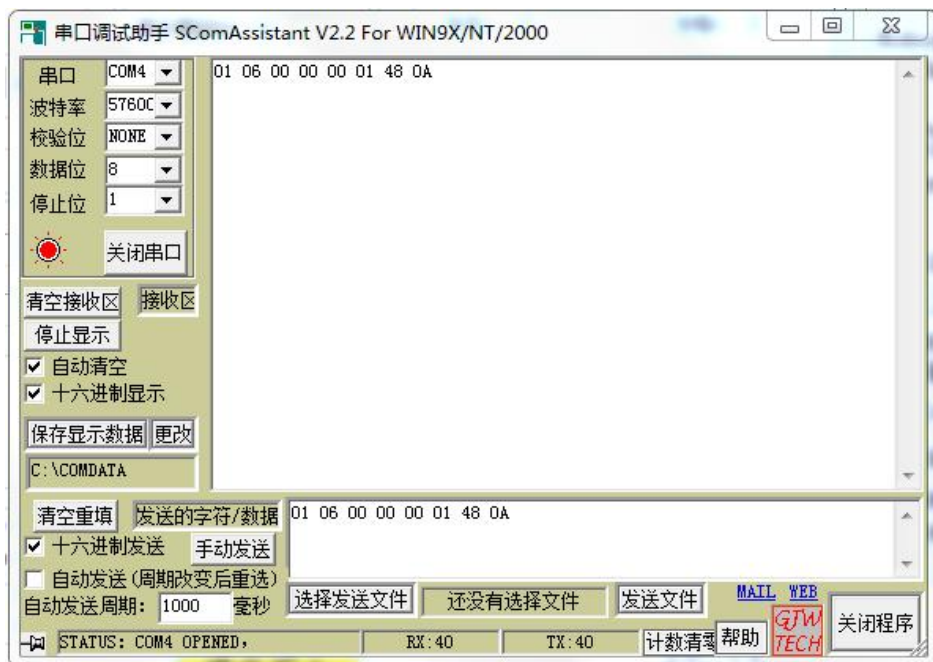 串口调试助手 SComAssistant V2.2 For WIN9X/NT/2000
串口 COM4
波特率 57600
校验位 NONE
数据位 8
停止位 1
关闭串口
01 06 00 00 00 01 48 0A
清空接收区 接收区
停止显示
自动清空
十六进制显示
保存显示数据 更改
C:\COMDATA
清空重填 发送的字符/数据
01 06 00 00 00 01 48 0A
十六进制发送 手动发送
自动发送(周期改变后重选)
自动发送周期: 1000 毫秒
选择发送文件 还没有选择文件 发送文件
MAIL WEB
GJW TECH
关闭程序
STATUS: COM4 OPENED, RX:40 TX:40 计数清零 帮助